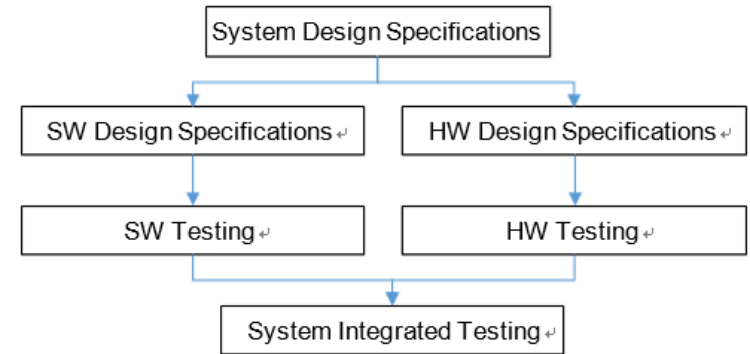 System Design Specifications
SW Design Specifications
HW Design Specifications
SW Testing
HW Testing
System Integrated Testing